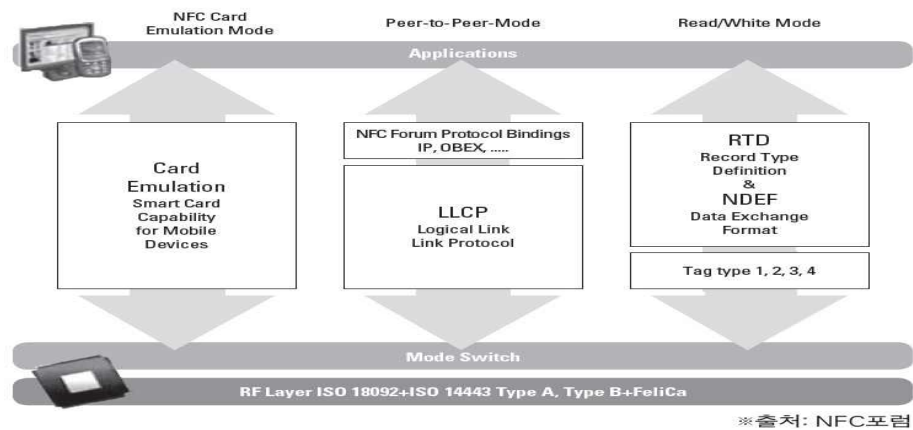 NFC Card
Emulation Mode
Peer-to-Peer-Mode
Read/White Mode
Applications
Card
Emulation
Smart Card
Capability
for Mobile
Devices
NFC Forum Protocol Bindings
IP, OBEX, .....
LLCP
Logical Link
Link Protocol
RTD
Record Type
Definition
&
NDEF
Data Exchange
Format
Tag type 1, 2, 3, 4
Mode Switch
RF Layer ISO 18092+ISO 14443 Type A, Type B+FeliCa
※출처: NFC포럼